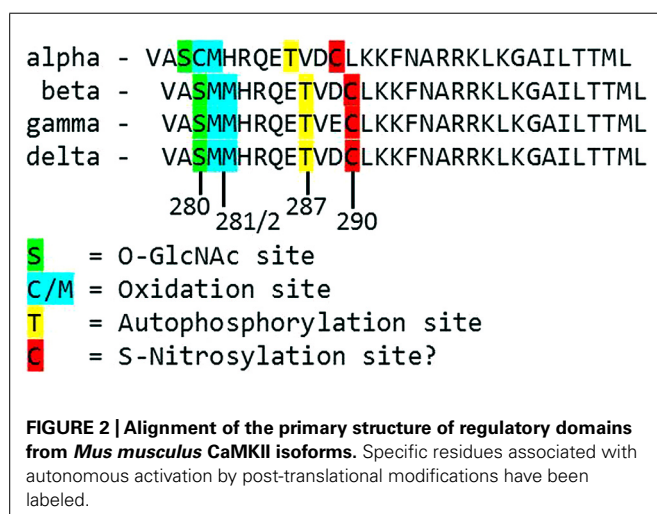 alpha - VASCMHRQETVDCLKKFNARRKLKGAILTTML
beta - VASMMHRQETVDCLKKFNARRKLKGAILTTML
gamma - VASMMHRQETVECLKKFNARRKLKGAILTTML
delta - VASMMHRQETVDCLKKFNARRKLKGAILTTML
280 281/2 287 290
S = O-GlcNAc site
C/M = Oxidation site
T = Autophosphorylation site
C = S-Nitrosylation site?
FIGURE 2 | Alignment of the primary structure of regulatory domains
from Mus musculus CaMKII isoforms. Specific residues associated with
autonomous activation by post-translational modifications have been
labeled.